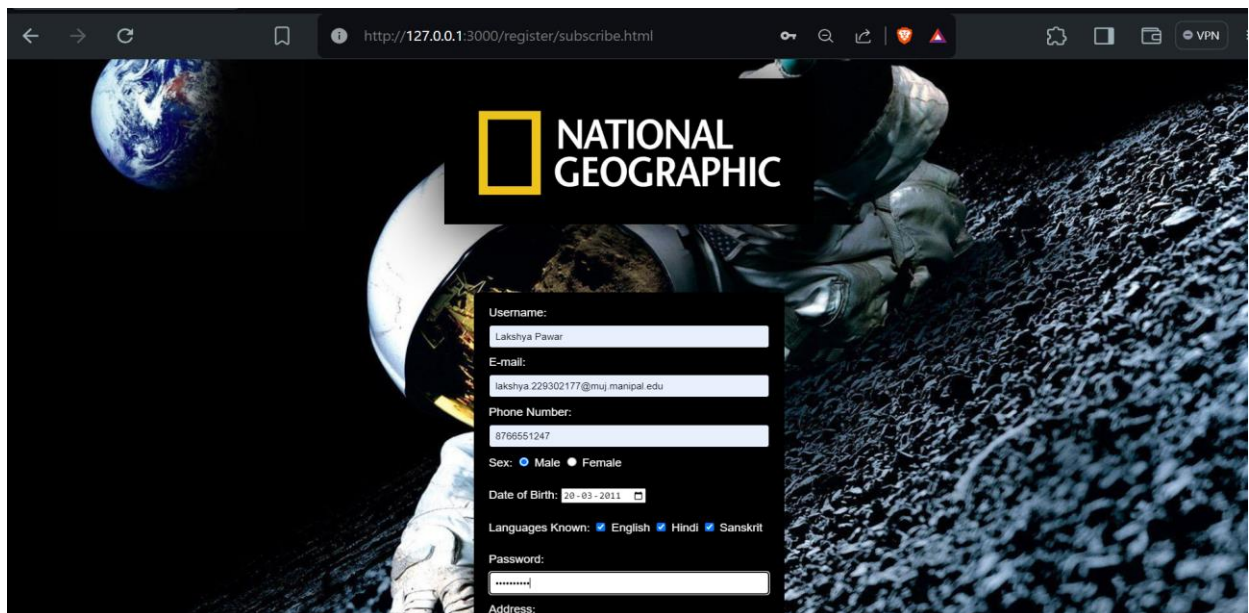 http://127.0.0.1:3000/register/subscribe.html
VPN
NATIONAL
GEOGRAPHIC
Username:
Lakshya Pawar
E-mail:
lakshya.229302177@muj.manipal.edu
Phone Number:
8766551247
Sex: Male Female
Date of Birth: 20-03-2011
Languages Known: English Hindi Sanskrit
Password:
••••••••••
Address: